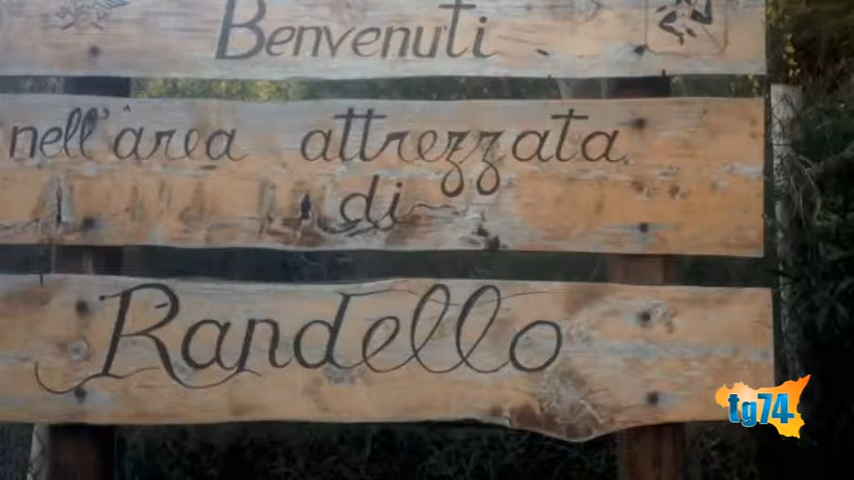 Benvenuti
nell'area attrezzata
di
Randello
tg74